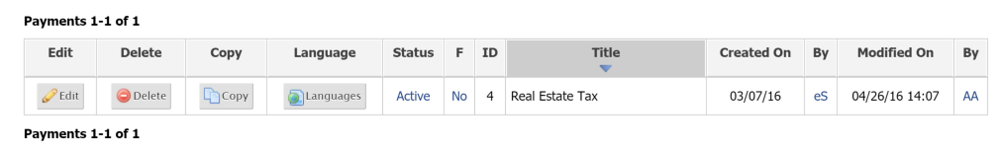 Payments 1-1 of 1
Edit Delete Copy Language Status F ID Title Created On By Modified On By
Edit Delete Copy Languages Active No 4 Real Estate Tax 03/07/16 eS 04/26/16 14:07 AA
Payments 1-1 of 1